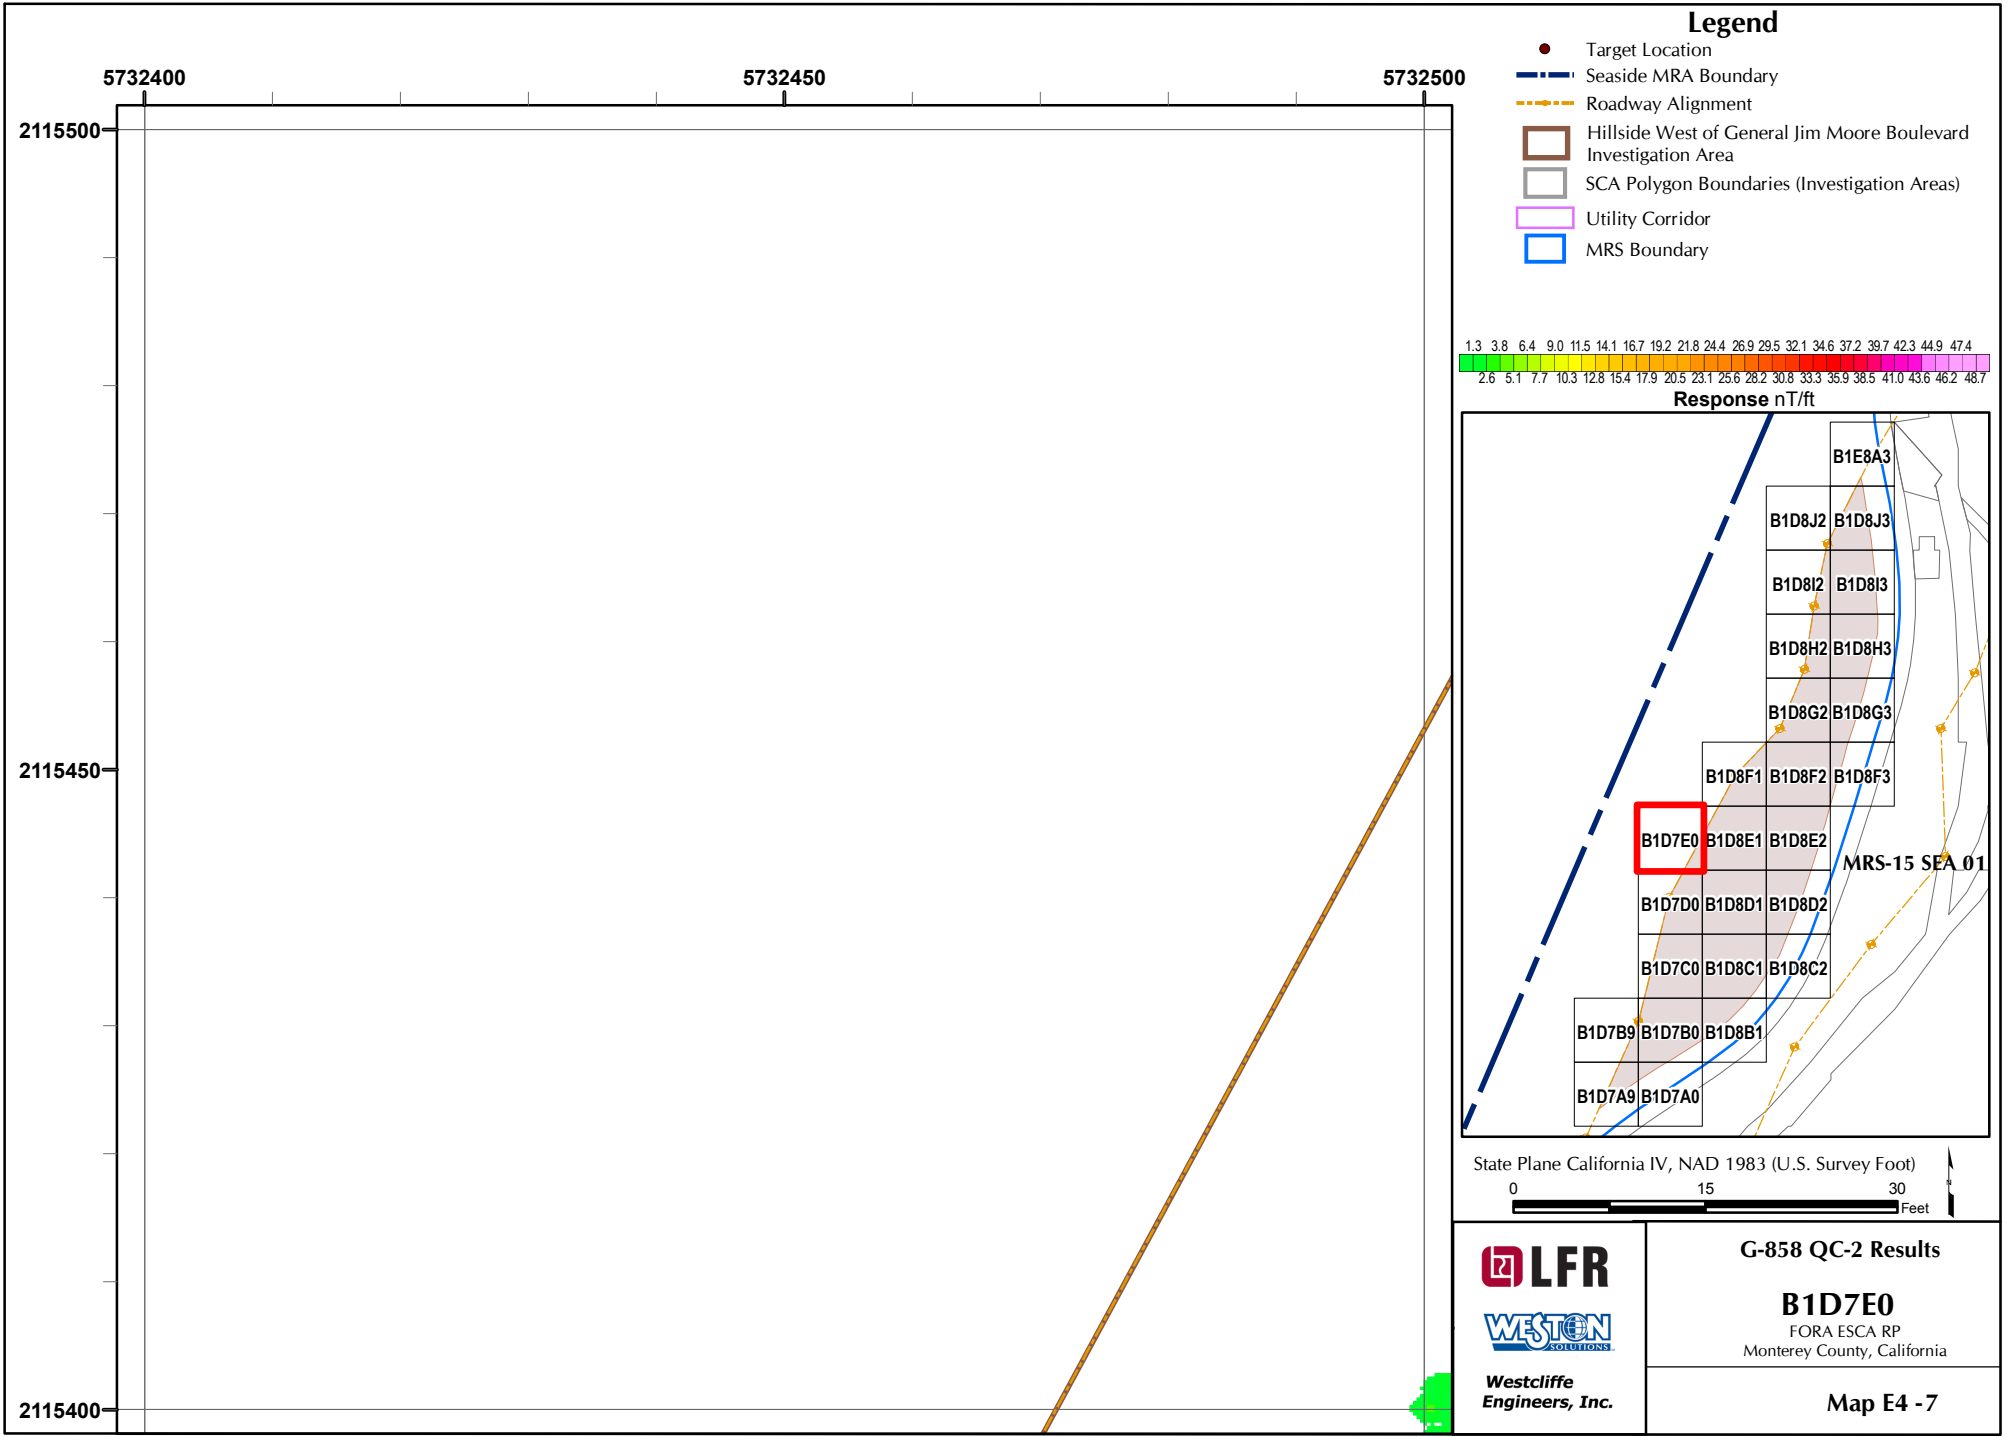 5732400
5732450
5732500
2115500
2115450
2115400
Legend
Target Location
Seaside MRA Boundary
Roadway Alignment
Hillside West of General Jim Moore Boulevard
Investigation Area
SCA Polygon Boundaries (Investigation Areas)
Utility Corridor
MRS Boundary
1.3 3.8 6.4 9.0 11.5 14.1 16.7 19.2 21.8 24.4 26.9 29.5 32.1 34.6 37.2 39.7 42.3 44.9 47.4
2.6 5.1 7.7 10.3 12.8 15.4 17.9 20.5 23.1 25.6 28.2 30.8 33.3 35.9 38.5 41.0 43.6 46.2 48.7
Response nT/ft
B1E8A3
B1D8J2 B1D8J3
B1D8I2 B1D8I3
B1D8H2 B1D8H3
B1D8G2 B1D8G3
B1D8F1 B1D8F2 B1D8F3
B1D7E0 B1D8E1 B1D8E2
MRS-15 SEA 01
B1D7D0 B1D8D1 B1D8D2
B1D7C0 B1D8C1 B1D8C2
B1D7B9 B1D7B0 B1D8B1
B1D7A9 B1D7A0
State Plane California IV, NAD 1983 (U.S. Survey Foot)
0 15 30
Feet
N
LFR
WESTON
SOLUTIONS
Westcliffe
Engineers, Inc.
G-858 QC-2 Results
B1D7E0
FORA ESCA RP
Monterey County, California
Map E4 -7